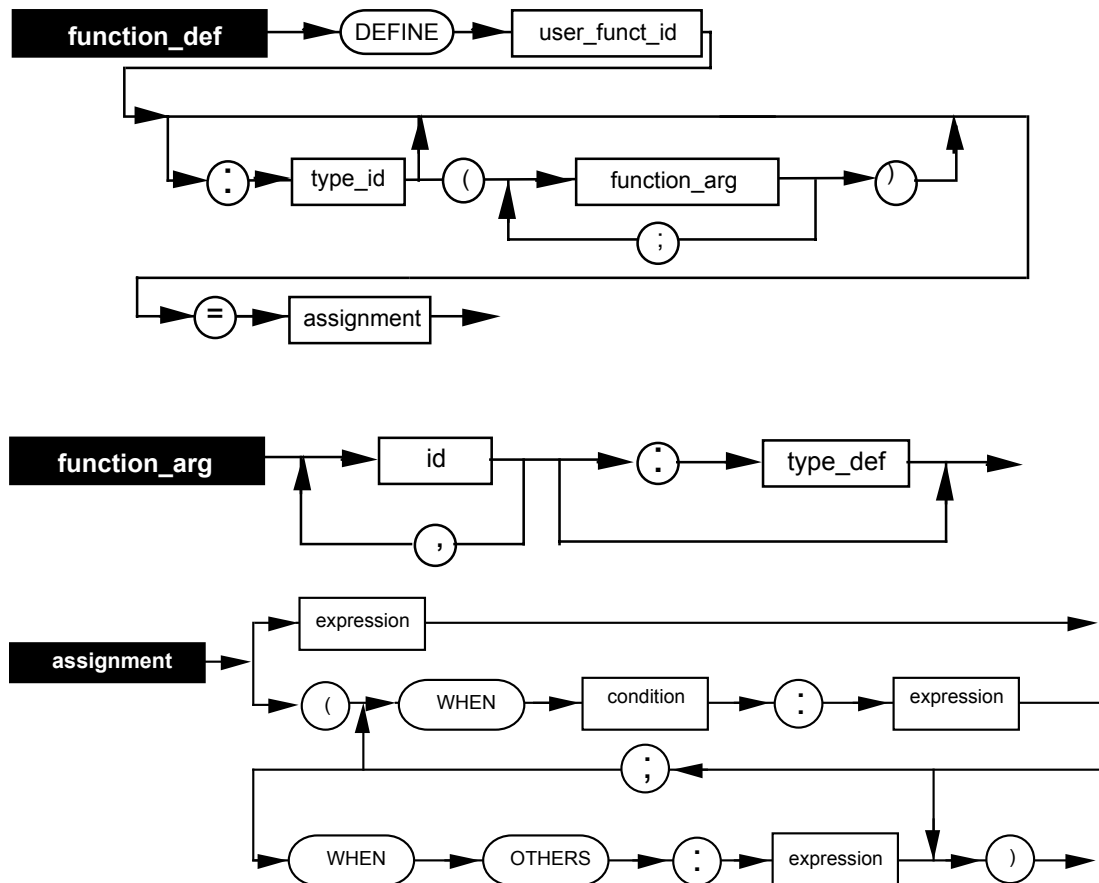 function_def DEFINE user_funct_id
: type_id ( function_arg )
;
= assignment
function_arg id : type_def
,
expression
assignment
( WHEN condition : expression
;
WHEN OTHERS : expression )